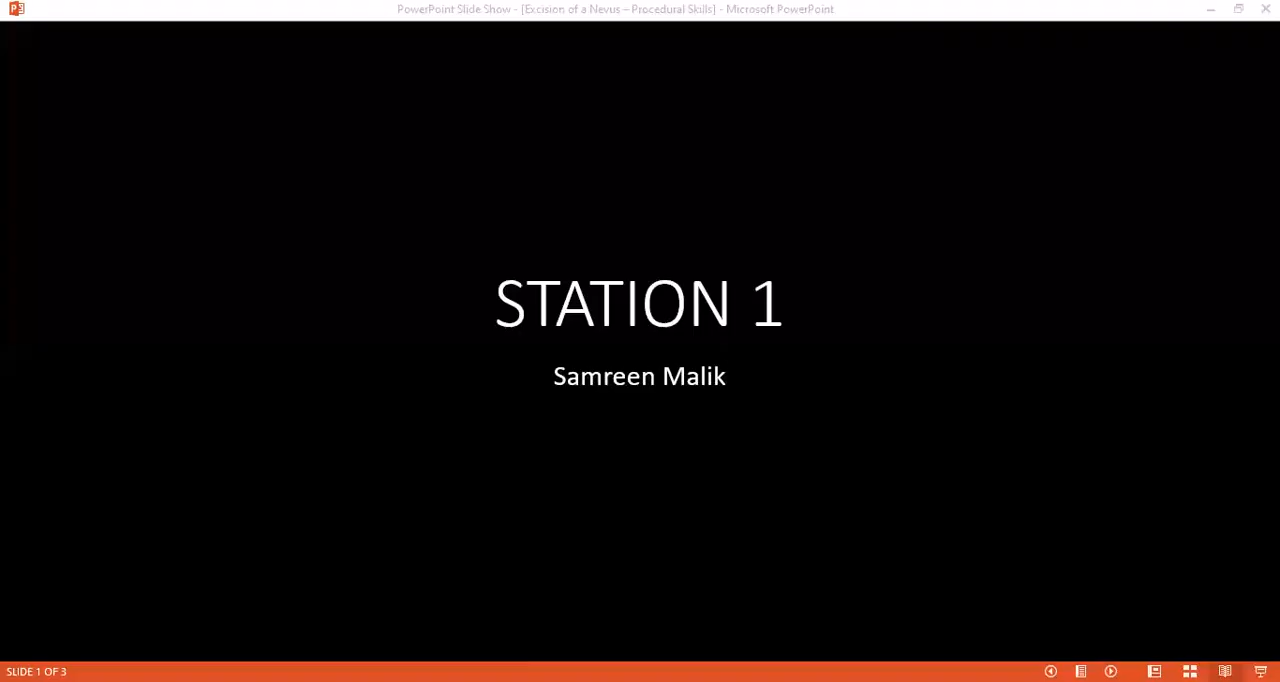 PowerPoint Slide Show - [Excision of a Nevus – Procedural Skills] - Microsoft PowerPoint
STATION 1
Samreen Malik
SLIDE 1 OF 3